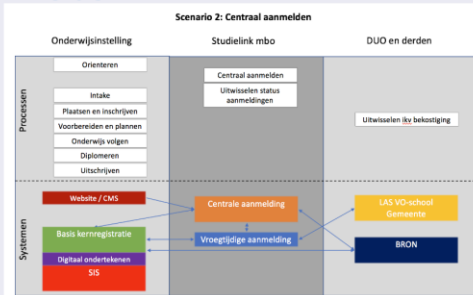 Scenario 2: Centraal aanmelden
Onderwijsinstelling
Studielink mbo
DUO en derden
Processen
Orienteren
Intake
Plaatsen en inschrijven
Voorbereiden en plannen
Onderwijs volgen
Diplomeren
Uitschrijven
Centraal aanmelden
Uitwisselen status
aanmeldingen
Uitwisselen ikv bekostiging
Systemen
Website / CMS
Basis kernregistratie
Digitaal ondertekenen
SIS
Centrale aanmelding
Vroegtijdige aanmelding
LAS VO-school
Gemeente
BRON